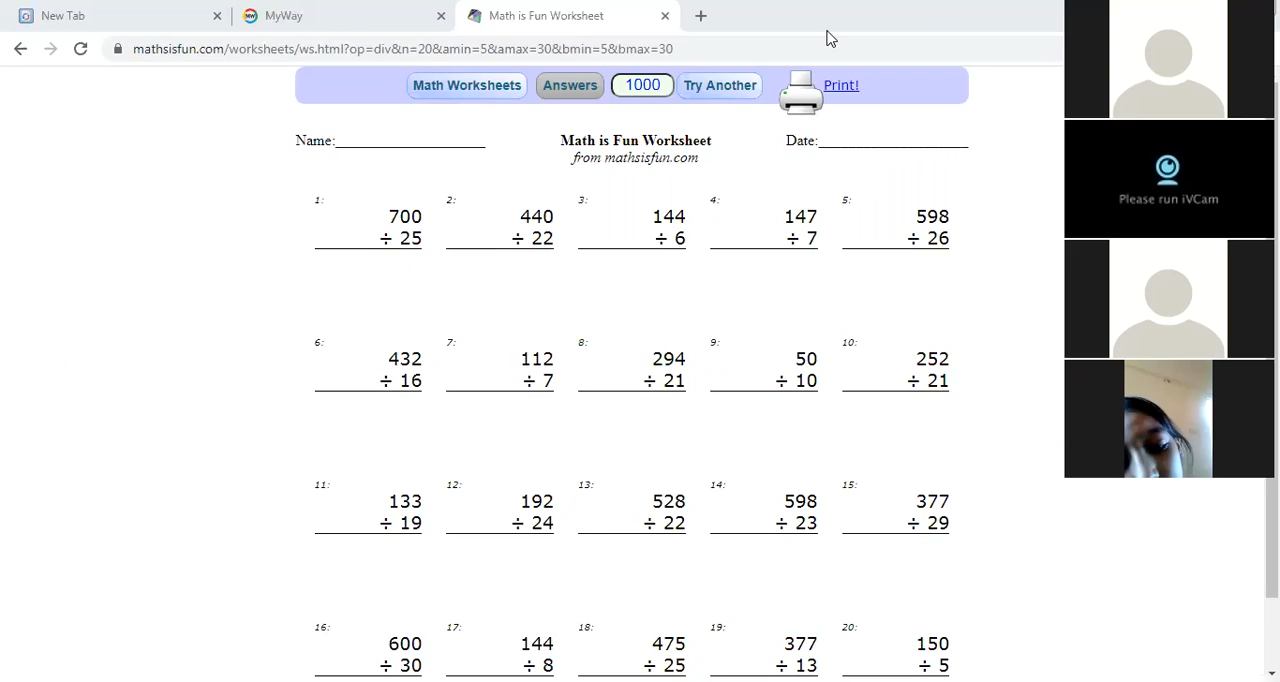 New Tab
MyWay
Math is Fun Worksheet
mathsisfun.com/worksheets/ws.html?op=div&n=20&amin=5&amax=30&bmin=5&bmax=30
Math Worksheets Answers 1000 Try Another Print!
Name: Math is Fun Worksheet Date:
from mathsisfun.com
1: 2: 3: 4: 5:
700 440 144 147 598
÷ 25 ÷ 22 ÷ 6 ÷ 7 ÷ 26
6: 7: 8: 9: 10:
432 112 294 50 252
÷ 16 ÷ 7 ÷ 21 ÷ 10 ÷ 21
11: 12: 13: 14: 15:
133 192 528 598 377
÷ 19 ÷ 24 ÷ 22 ÷ 23 ÷ 29
16: 17: 18: 19: 20:
600 144 475 377 150
÷ 30 ÷ 8 ÷ 25 ÷ 13 ÷ 5
Please run iVCam